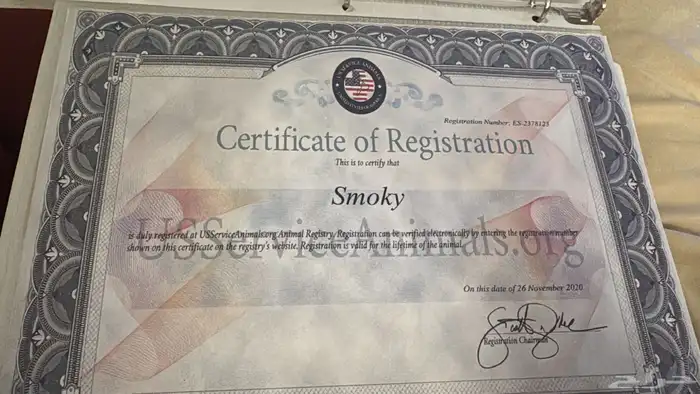 Registration Number: ES-2378125
Certificate of Registration
This is to certify that
Smoky
is duly registered at USServiceAnimals.org Animal Registry. Registration can be verified electronically by entering the registration number
shown on this certificate on the registry's website. Registration is valid for the lifetime of the animal.
USServiceAnimals.org
On this date of 26 November 2020
Registration Chairman
حراج